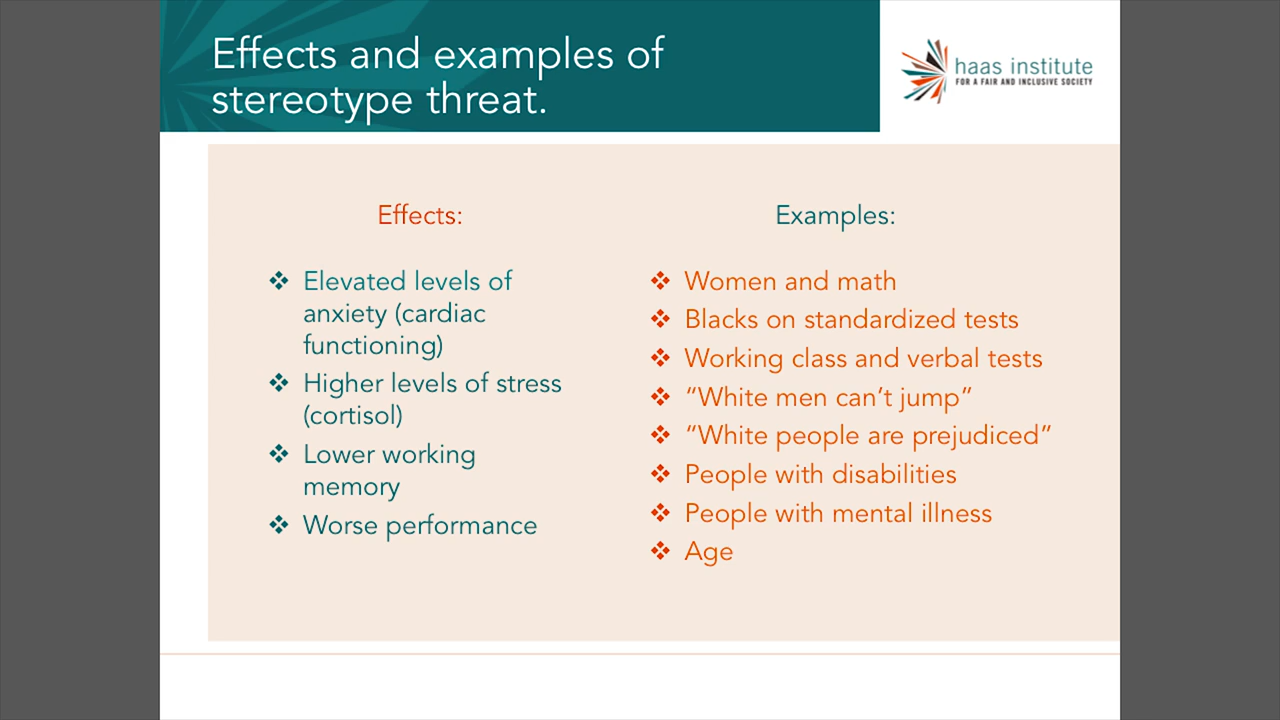 Effects and examples of
stereotype threat.
haas institute
FOR A FAIR AND INCLUSIVE SOCIETY
Effects:
❖ Elevated levels of
anxiety (cardiac
functioning)
❖ Higher levels of stress
(cortisol)
❖ Lower working
memory
❖ Worse performance
Examples:
❖ Women and math
❖ Blacks on standardized tests
❖ Working class and verbal tests
❖ “White men can’t jump”
❖ “White people are prejudiced”
❖ People with disabilities
❖ People with mental illness
❖ Age